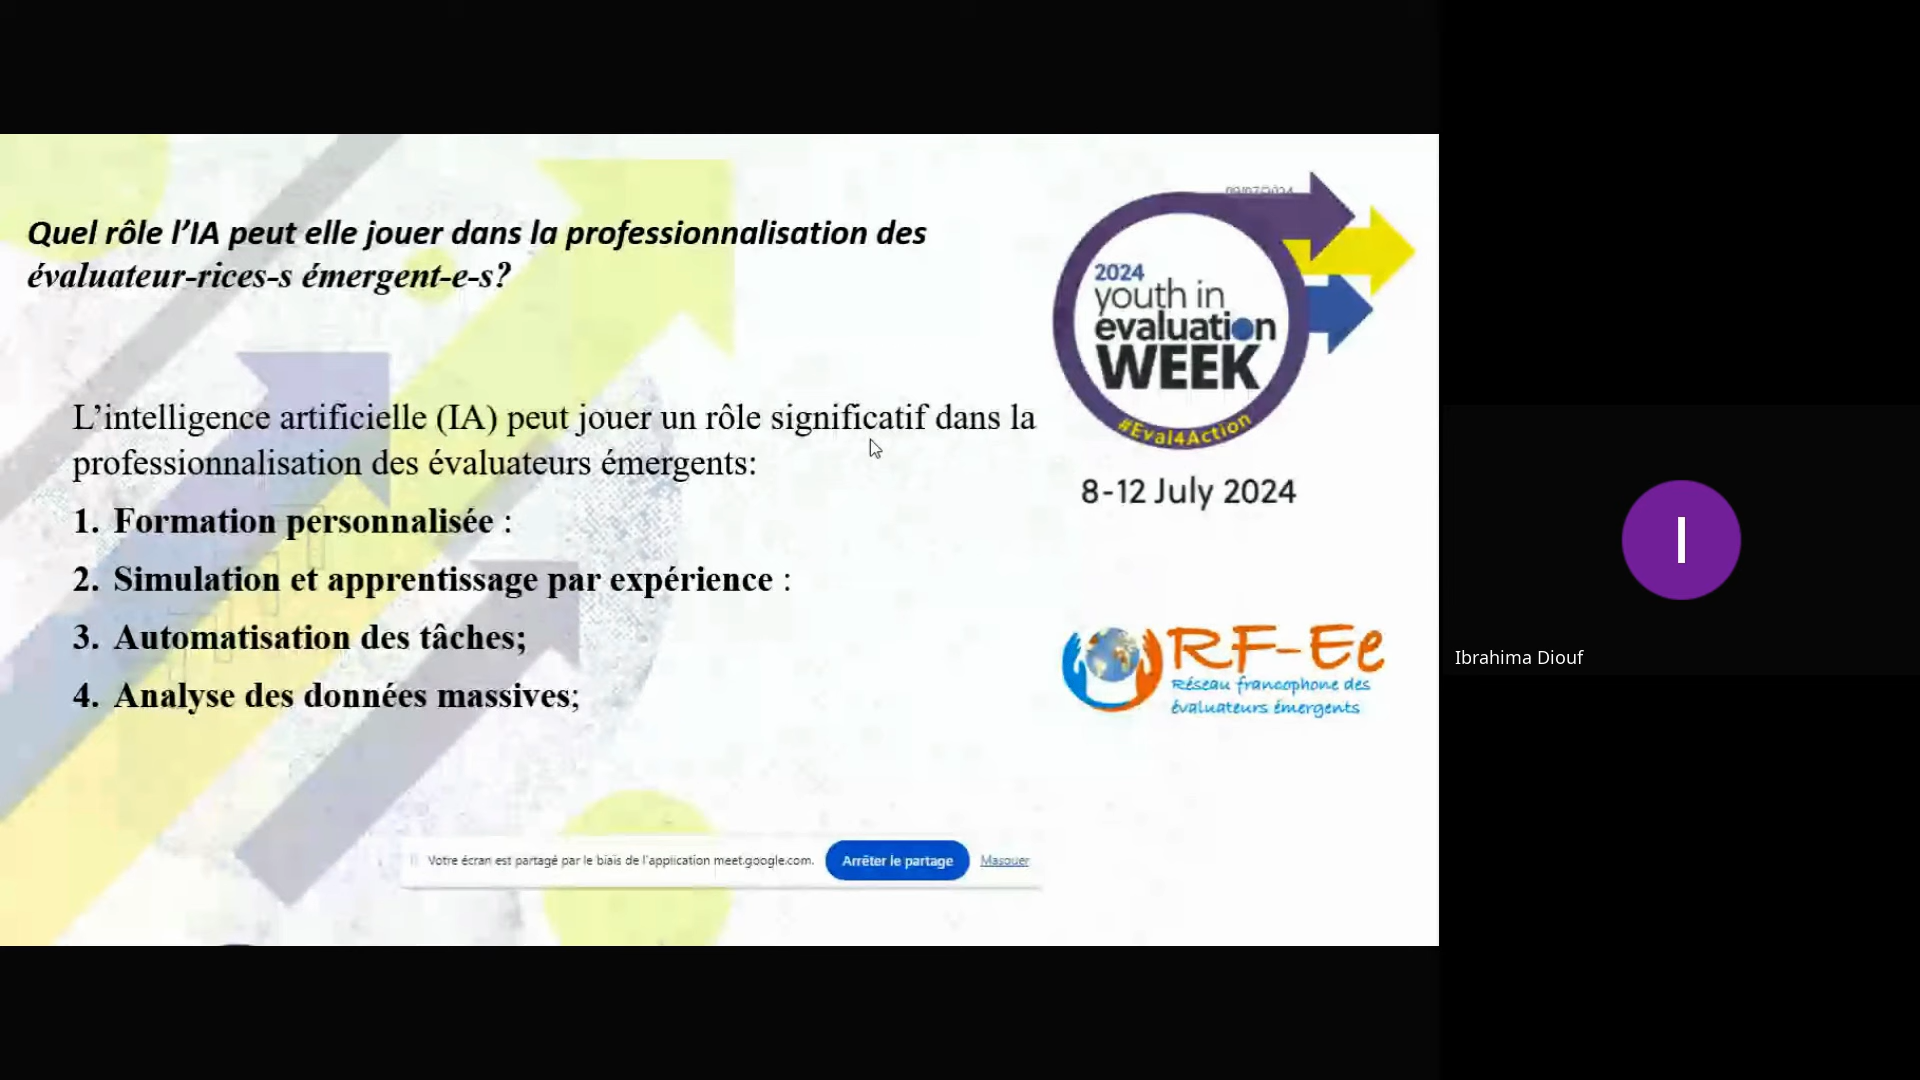 09/07/2024
Quel rôle l’IA peut elle jouer dans la professionnalisation des
évaluateur-rices-s émergent-e-s?
2024
youth in
evaluation
WEEK
#Eval4Action
8-12 July 2024
L’intelligence artificielle (IA) peut jouer un rôle significatif dans la
professionnalisation des évaluateurs émergents:
1. Formation personnalisée :
2. Simulation et apprentissage par expérience :
3. Automatisation des tâches;
4. Analyse des données massives;
RF-Ee
Réseau francophone des
évaluateurs émergents
Votre écran est partagé par le biais de l'application meet.google.com.
Arrêter le partage
Masquer
I
Ibrahima Diouf